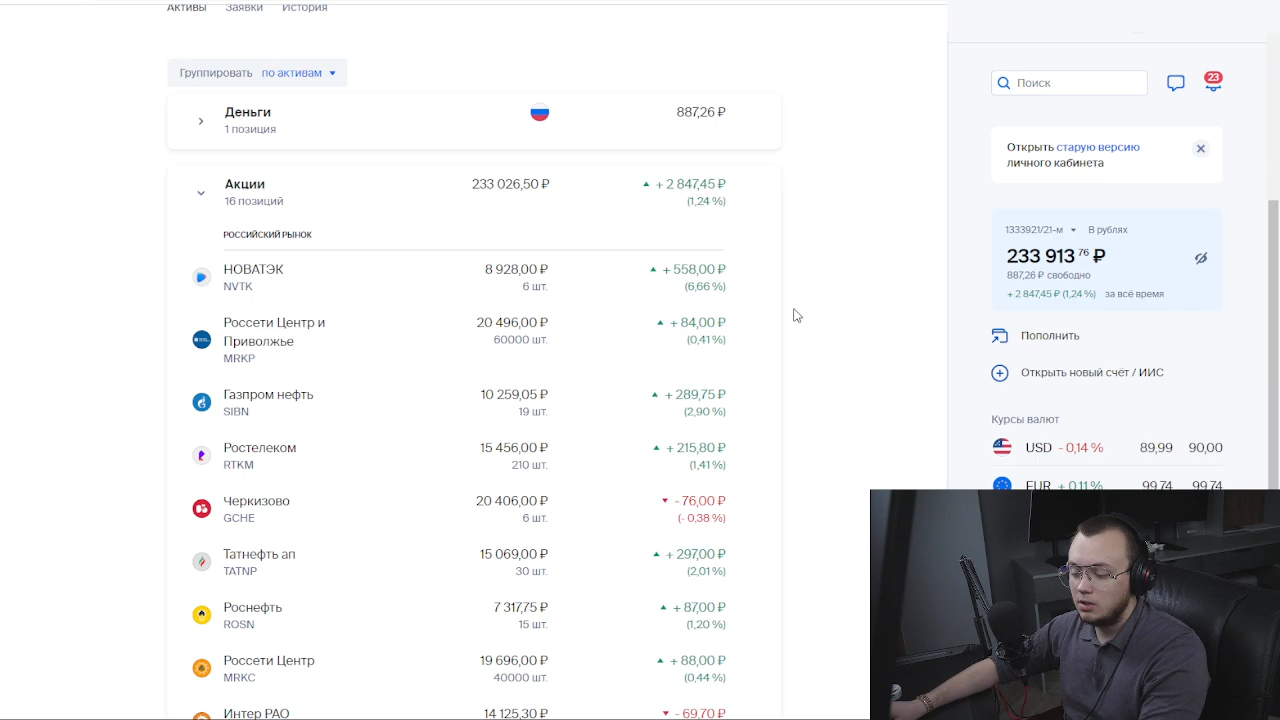 Активы Заявки История
Группировать по активам
Деньги
1 позиция
887,26 ₽
Акции
16 позиций
233 026,50 ₽
+ 2 847,45 ₽
(1,24 %)
РОССИЙСКИЙ РЫНОК
НОВАТЭК
NVTK
8 928,00 ₽
6 шт.
+ 558,00 ₽
(6,66 %)
Россети Центр и
Приволжье
MRKP
20 496,00 ₽
60000 шт.
+ 84,00 ₽
(0,41 %)
Газпром нефть
SIBN
10 259,05 ₽
19 шт.
+ 289,75 ₽
(2,90 %)
Ростелеком
RTKM
15 456,00 ₽
210 шт.
+ 215,80 ₽
(1,41 %)
Черкизово
GCHE
20 406,00 ₽
6 шт.
- 76,00 ₽
(- 0,38 %)
Татнефть ап
TATNP
15 069,00 ₽
30 шт.
+ 297,00 ₽
(2,01 %)
Роснефть
ROSN
7 317,75 ₽
15 шт.
+ 87,00 ₽
(1,20 %)
Россети Центр
MRKC
19 696,00 ₽
40000 шт.
+ 88,00 ₽
(0,44 %)
Интер РАО
14 125,30 ₽
- 69,70 ₽
Поиск
23
Открыть старую версию
личного кабинета
1333921/21-м В рублях
233 913 76 ₽
887,26 ₽ свободно
+ 2 847,45 ₽ (1,24 %) за всё время
Пополнить
Открыть новый счёт / ИИС
Курсы валют
USD - 0,14 % 89,99 90,00
EUR + 0,11 % 99,74 99,74